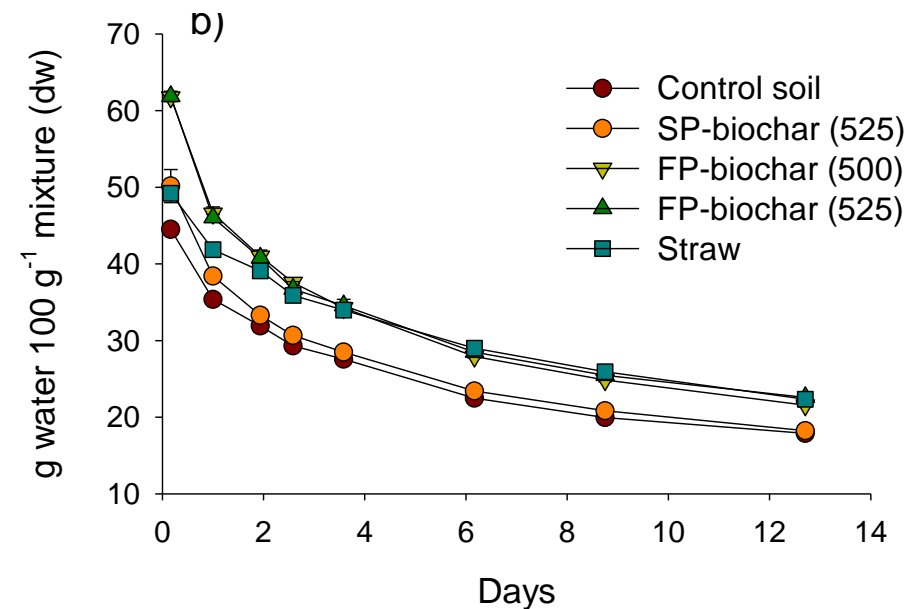 b)
70
60
50
40
30
20
10
g water 100 g⁻¹ mixture (dw)
Control soil
SP-biochar (525)
FP-biochar (500)
FP-biochar (525)
Straw
0 2 4 6 8 10 12 14
Days